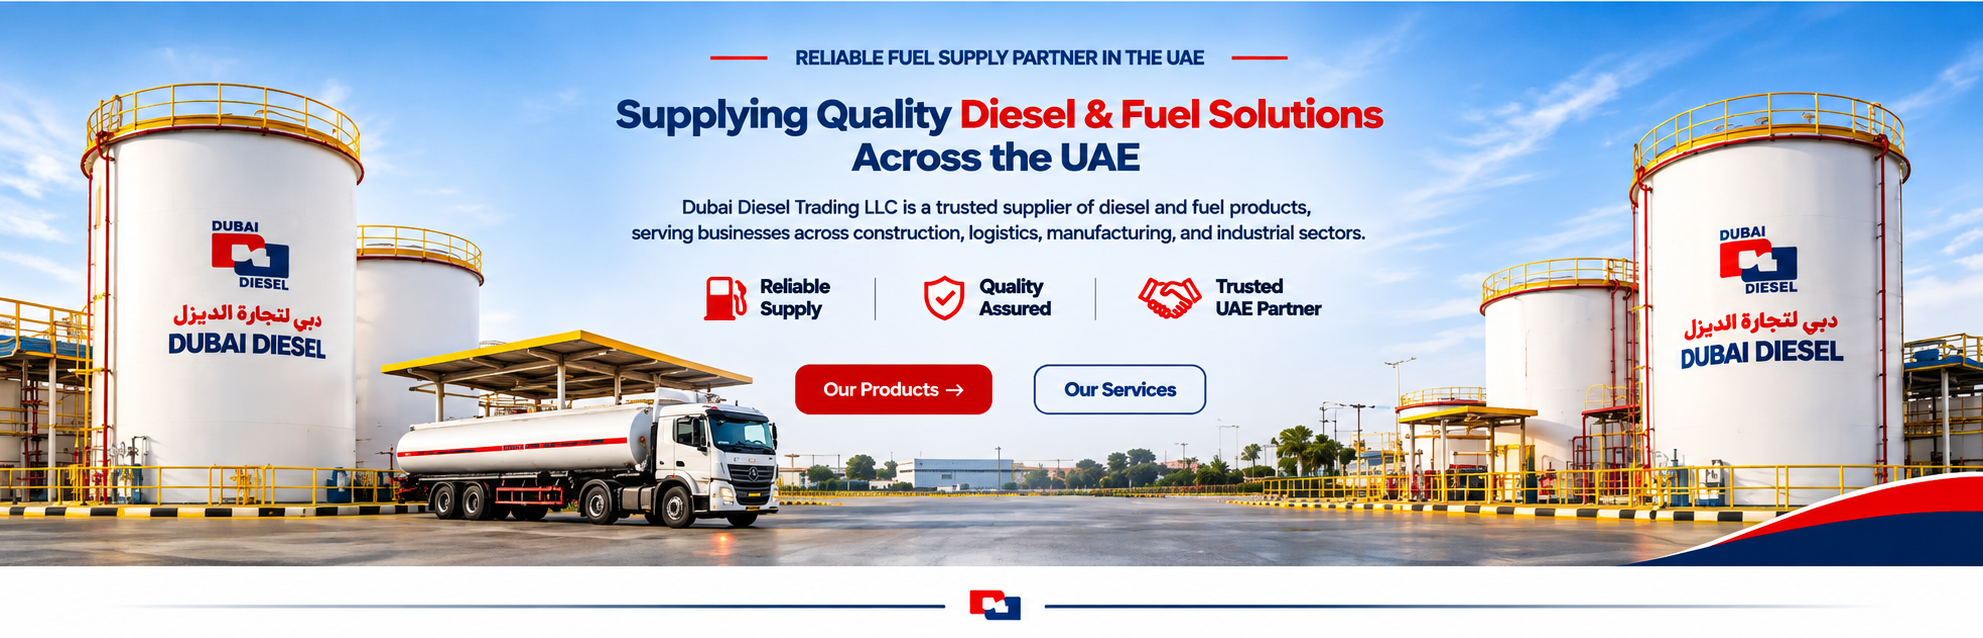 RELIABLE FUEL SUPPLY PARTNER IN THE UAE
Supplying Quality Diesel & Fuel Solutions
Across the UAE
Dubai Diesel Trading LLC is a trusted supplier of diesel and fuel products,
serving businesses across construction, logistics, manufacturing, and industrial sectors.
Reliable
Supply
Quality
Assured
Trusted
UAE Partner
Our Products →
Our Services
DUBAI
DIESEL
دبي لتجارة الديزل
DUBAI DIESEL
DUBAI
DIESEL
دبي لتجارة الديزل
DUBAI DIESEL